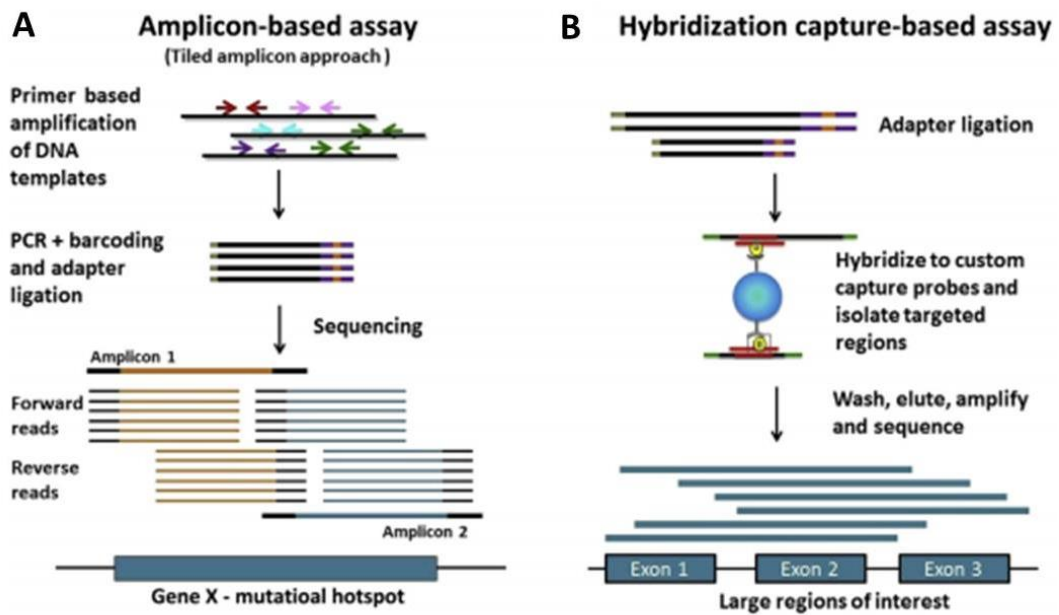 A
Amplicon-based assay
(Tiled amplicon approach )
Primer based
amplification
of DNA
templates
PCR + barcoding
and adapter
ligation
Sequencing
Amplicon 1
Forward
reads
Reverse
reads
Amplicon 2
Gene X - mutatioal hotspot
B
Hybridization capture-based assay
Adapter ligation
Hybridize to custom
capture probes and
isolate targeted
regions
Wash, elute, amplify
and sequence
Exon 1
Exon 2
Exon 3
Large regions of interest